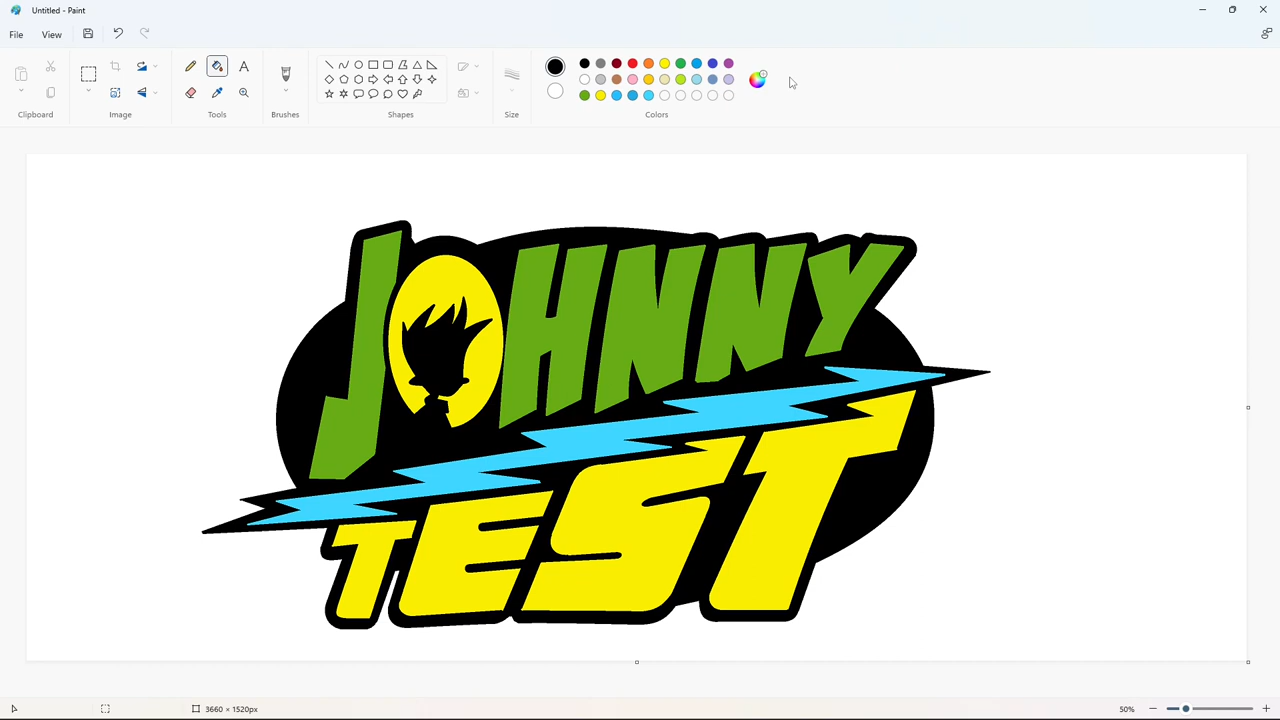 Untitled - Paint
File
View
Clipboard
Image
A
Tools
Brushes
Shapes
Size
Colors
JOHNNY
TEST
3660 × 1520px
50%